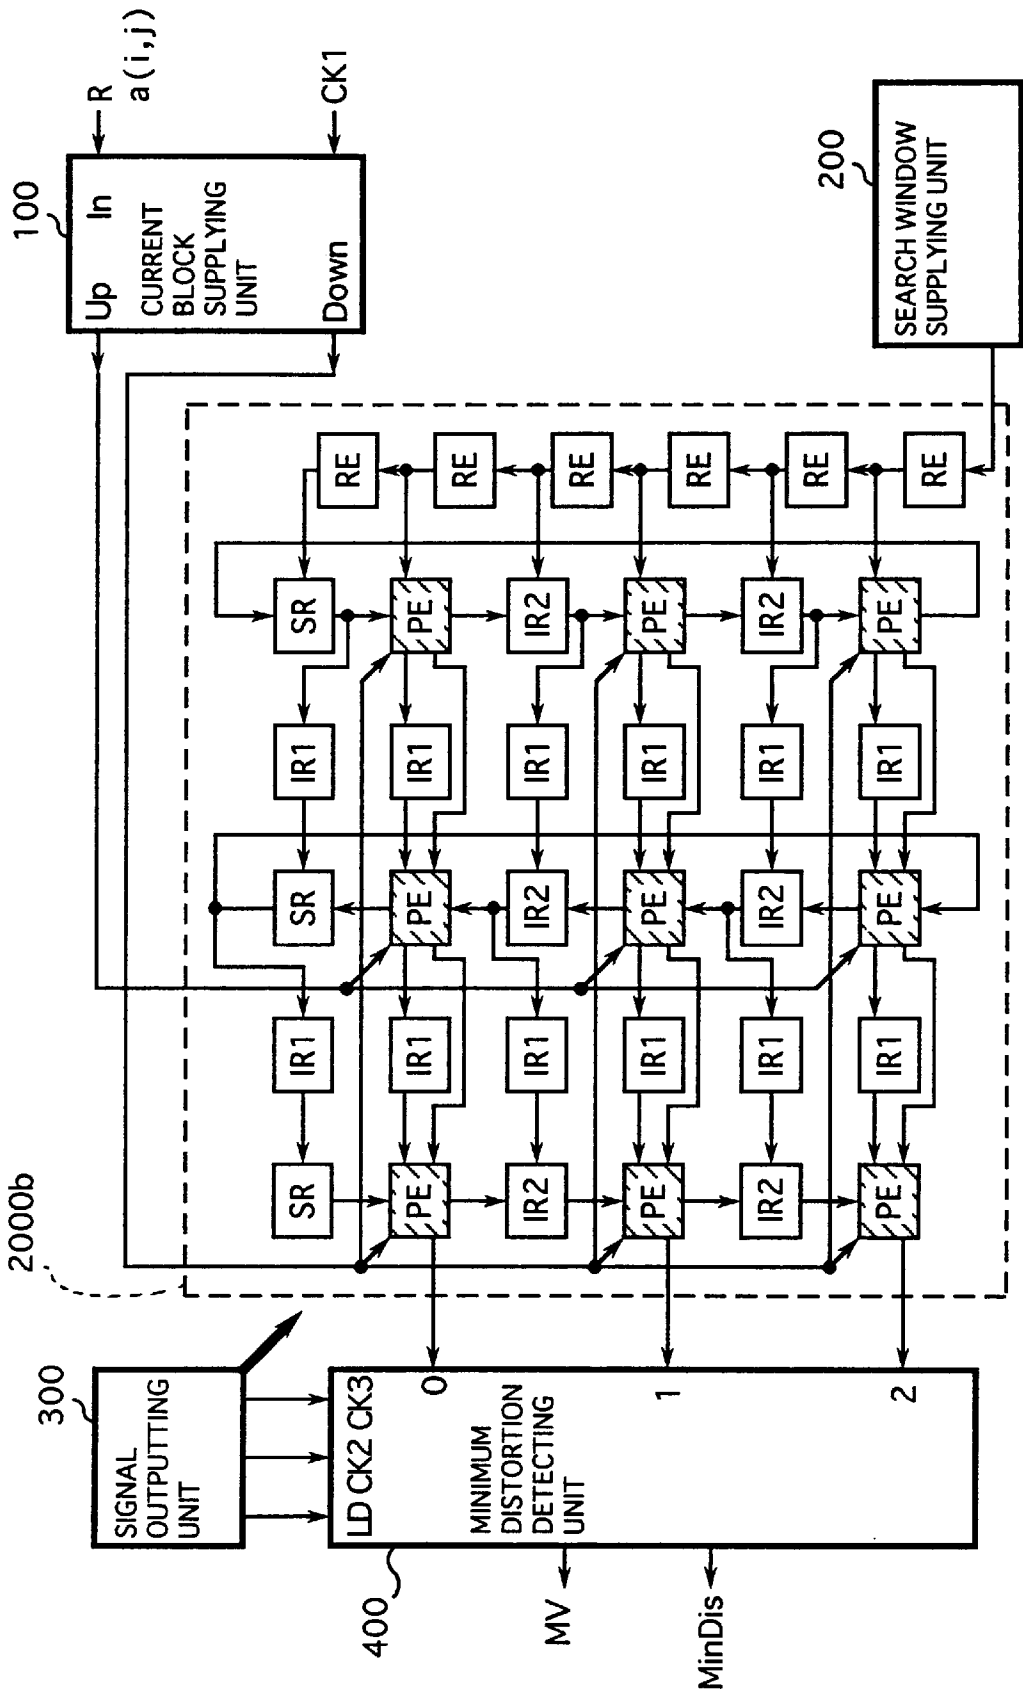 2000b
300
SIGNAL
OUTPUTTING
UNIT
LD CK2 CK3
400
MINIMUM
DISTORTION
DETECTING
UNIT
0
1
2
MV
MinDis
100
Up In
CURRENT
BLOCK
SUPPLYING
UNIT
Down
R
a(i,j)
CK1
200
SEARCH WINDOW
SUPPLYING UNIT
SR IR1 SR IR1 SR RE
PE IR1 PE IR1 PE RE
IR2 IR1 IR2 IR1 IR2 RE
PE IR1 PE IR1 PE RE
IR2 IR1 IR2 IR1 IR2 RE
PE IR1 PE IR1 PE RE